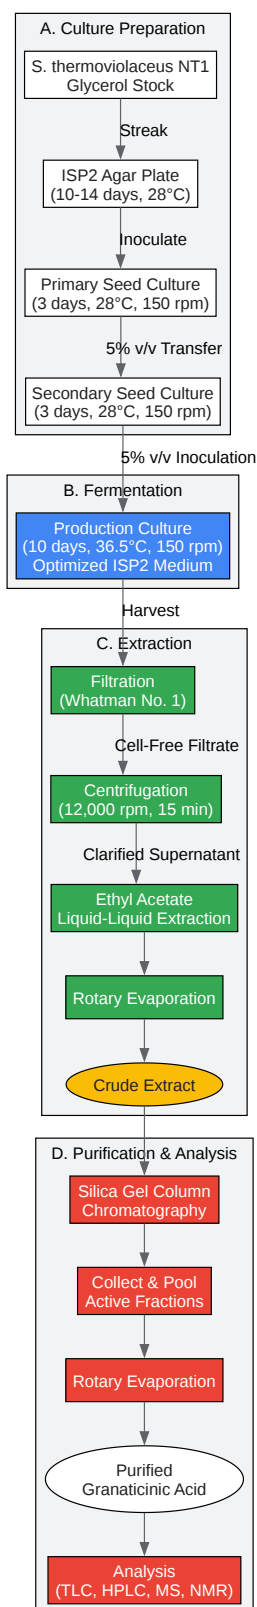 A. Culture Preparation
S. thermoviolaceus NT1
Glycerol Stock
Streak
ISP2 Agar Plate
(10-14 days, 28°C)
Inoculate
Primary Seed Culture
(3 days, 28°C, 150 rpm)
5% v/v Transfer
Secondary Seed Culture
(3 days, 28°C, 150 rpm)
5% v/v Inoculation
B. Fermentation
Production Culture
(10 days, 36.5°C, 150 rpm)
Optimized ISP2 Medium
Harvest
C. Extraction
Filtration
(Whatman No. 1)
Cell-Free Filtrate
Centrifugation
(12,000 rpm, 15 min)
Clarified Supernatant
Ethyl Acetate
Liquid-Liquid Extraction
Rotary Evaporation
Crude Extract
D. Purification & Analysis
Silica Gel Column
Chromatography
Collect & Pool
Active Fractions
Rotary Evaporation
Purified
Granaticinic Acid
Analysis
(TLC, HPLC, MS, NMR)